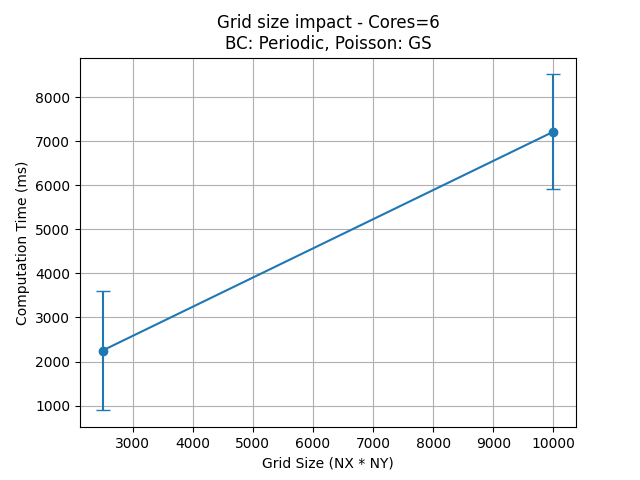 Grid size impact - Cores=6
BC: Periodic, Poisson: GS
8000
7000
6000
5000
4000
3000
2000
1000
Computation Time (ms)
3000 4000 5000 6000 7000 8000 9000 10000
Grid Size (NX * NY)